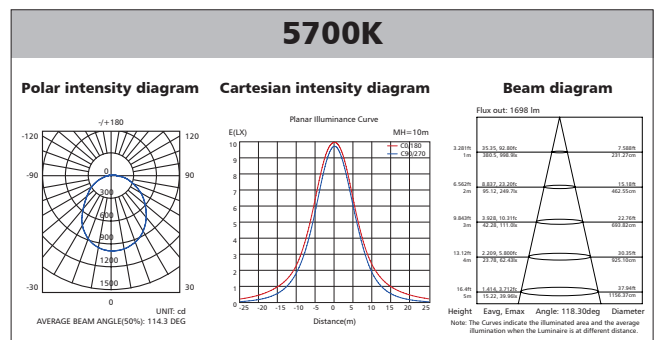 5700K
Polar intensity diagram
-/+180
-120
120
-90
90
-30
30
0
0
300
600
900
1200
1500
UNIT: cd
AVERAGE BEAM ANGLE(50%): 114.3 DEG
Cartesian intensity diagram
Planar Illuminance Curve
E(LX)
MH=10m
C0/180
C90/270
10
9
8
7
6
5
4
3
2
1
0
-25 -20 -15 -10 -5 0 5 10 15 20 25
Distance(m)
Beam diagram
Flux out: 1698 lm
3.281ft 35.35, 92.80fc 7.588ft
1m 380.5, 998.9lx 231.27cm
6.562ft 8.837, 23.20fc 15.18ft
2m 95.12, 249.7lx 462.55cm
9.843ft 3.928, 10.31fc 22.76ft
3m 42.28, 111.0lx 693.82cm
13.12ft 2.209, 5.800fc 30.35ft
4m 23.78, 62.43lx 925.10cm
16.4ft 1.414, 3.712fc 37.94ft
5m 15.22, 39.96lx 1156.37cm
Height Eavg, Emax Angle: 118.30deg Diameter
Note: The Curves indicate the illuminated area and the average
illumination when the Luminaire is at different distance.